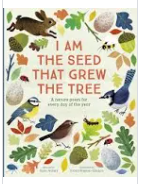 I AM
THE SEED
THAT GREW
THE TREE
A nature poem for
every day of the year